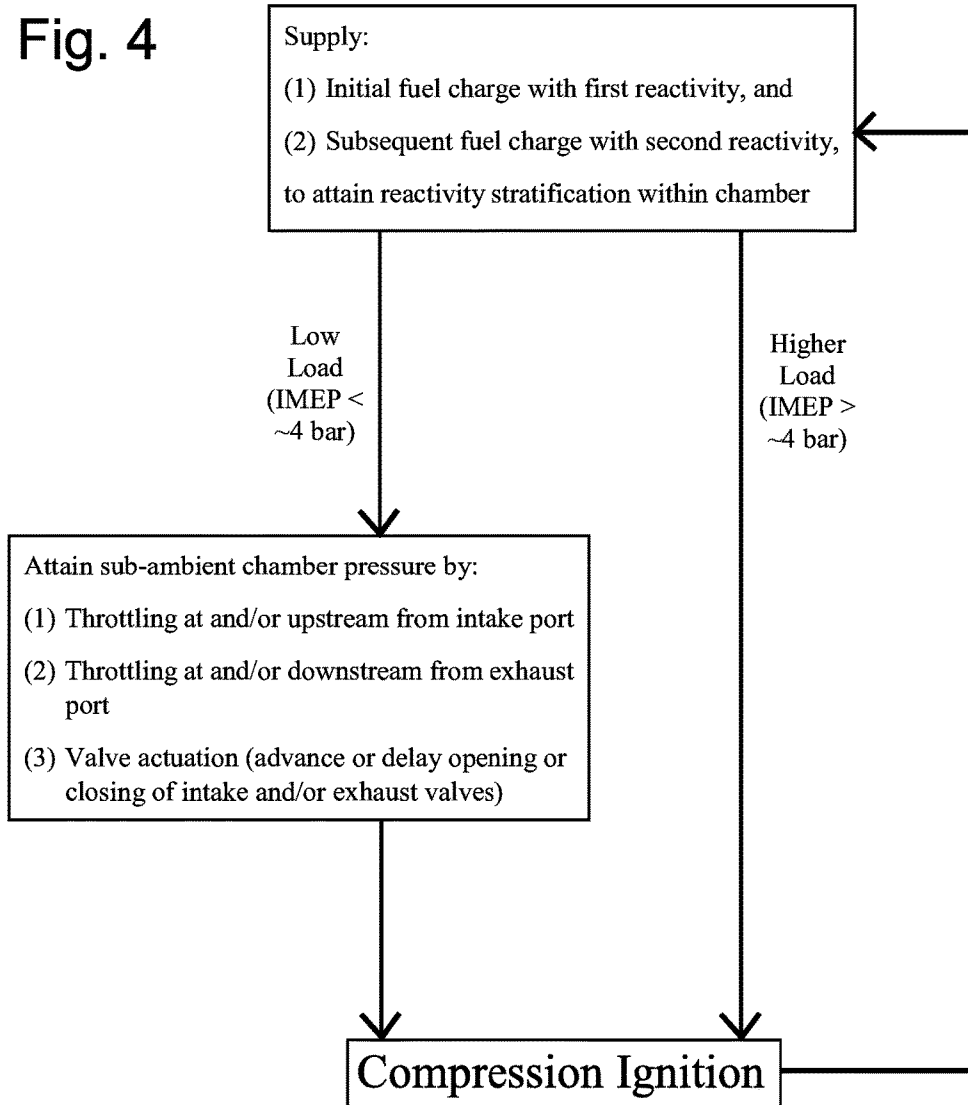 Fig. 4
Supply:
(1) Initial fuel charge with first reactivity, and
(2) Subsequent fuel charge with second reactivity,
to attain reactivity stratification within chamber
Low
Load
(IMEP <
~4 bar)
Higher
Load
(IMEP >
~4 bar)
Attain sub-ambient chamber pressure by:
(1) Throttling at and/or upstream from intake port
(2) Throttling at and/or downstream from exhaust
port
(3) Valve actuation (advance or delay opening or
closing of intake and/or exhaust valves)
Compression Ignition